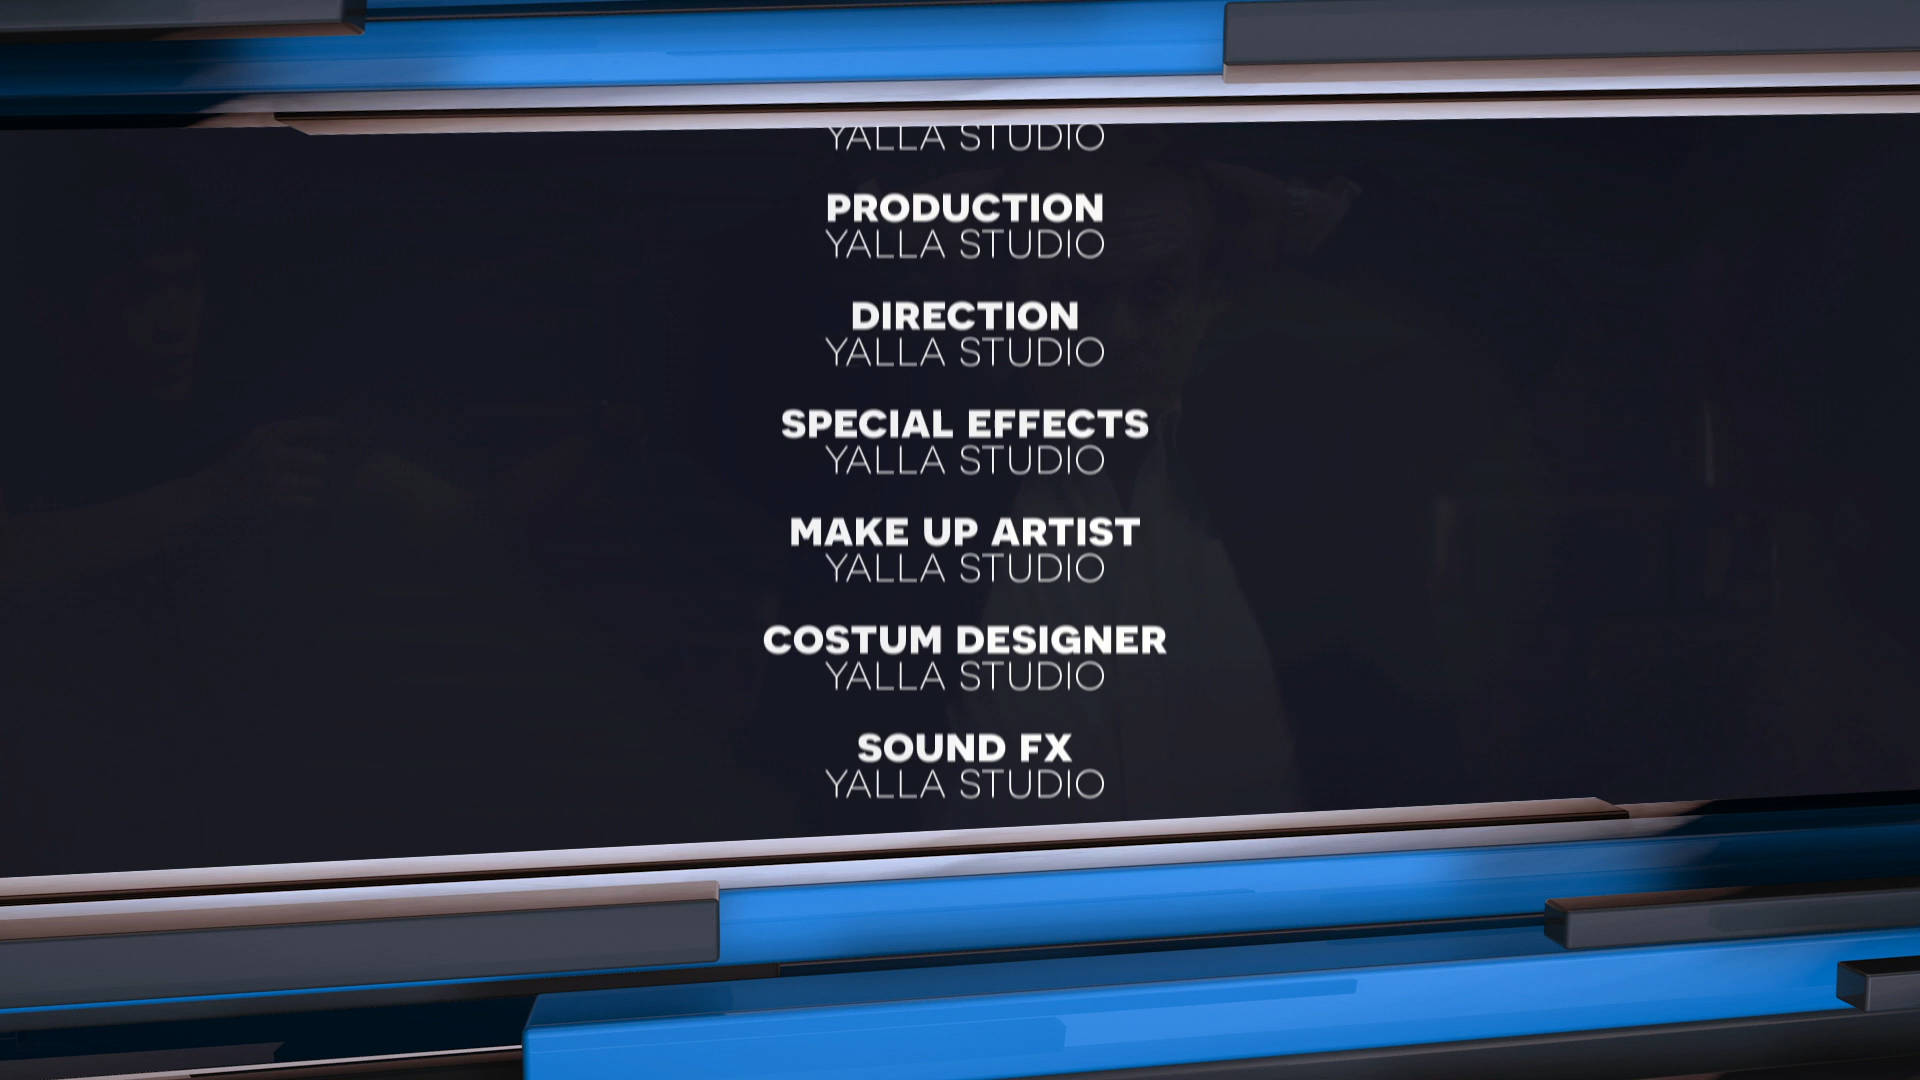 YALLA STUDIO
PRODUCTION
YALLA STUDIO
DIRECTION
YALLA STUDIO
SPECIAL EFFECTS
YALLA STUDIO
MAKE UP ARTIST
YALLA STUDIO
COSTUM DESIGNER
YALLA STUDIO
SOUND FX
YALLA STUDIO